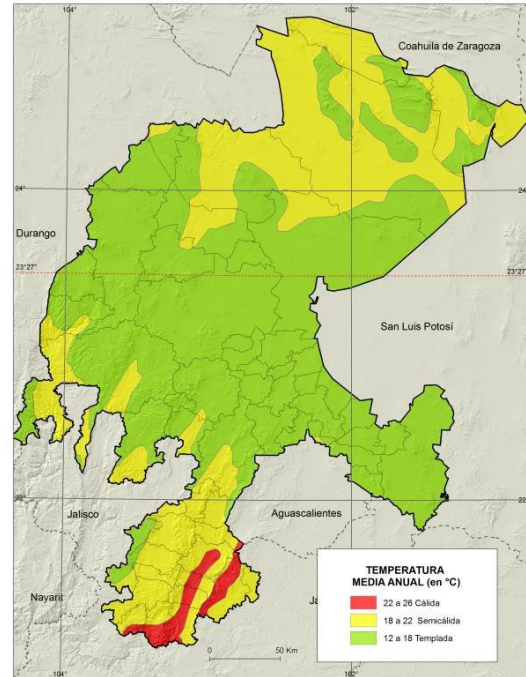 104°
102°
Coahuila de Zaragoza
24°
24°
Durango
23°27'
23°27'
San Luis Potosí
22°
Jalisco
Aguascalientes
Nayarit
TEMPERATURA
MEDIA ANUAL (en °C)
22 a 26 Cálida
18 a 22 Semicálida
12 a 18 Templada
0
50 Km
104°
102°